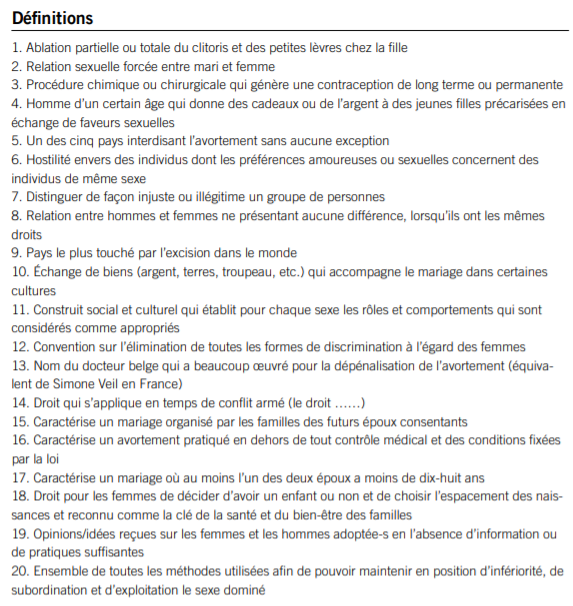 Définitions
1. Ablation partielle ou totale du clitoris et des petites lèvres chez la fille
2. Relation sexuelle forcée entre mari et femme
3. Procédure chimique ou chirurgicale qui génère une contraception de long terme ou permanente
4. Homme d'un certain âge qui donne des cadeaux ou de l'argent à des jeunes filles précarisées en
échange de faveurs sexuelles
5. Un des cinq pays interdisant l'avortement sans aucune exception
6. Hostilité envers des individus dont les préférences amoureuses ou sexuelles concernent des
individus de même sexe
7. Distinguer de façon injuste ou illégitime un groupe de personnes
8. Relation entre hommes et femmes ne présentant aucune différence, lorsqu'ils ont les mêmes
droits
9. Pays le plus touché par l'excision dans le monde
10. Échange de biens (argent, terres, troupeau, etc.) qui accompagne le mariage dans certaines
cultures
11. Construit social et culturel qui établit pour chaque sexe les rôles et comportements qui sont
considérés comme appropriés
12. Convention sur l'élimination de toutes les formes de discrimination à l'égard des femmes
13. Nom du docteur belge qui a beaucoup œuvré pour la dépénalisation de l'avortement (équiva-
lent de Simone Veil en France)
14. Droit qui s'applique en temps de conflit armé (le droit ......)
15. Caractérise un mariage organisé par les familles des futurs époux consentants
16. Caractérise un avortement pratiqué en dehors de tout contrôle médical et des conditions fixées
par la loi
17. Caractérise un mariage où au moins l'un des deux époux a moins de dix-huit ans
18. Droit pour les femmes de décider d'avoir un enfant ou non et de choisir l'espacement des nais-
sances et reconnu comme la clé de la santé et du bien-être des familles
19. Opinions/idées reçues sur les femmes et les hommes adoptée-s en l'absence d'information ou
de pratiques suffisantes
20. Ensemble de toutes les méthodes utilisées afin de pouvoir maintenir en position d'infériorité, de
subordination et d'exploitation le sexe dominé